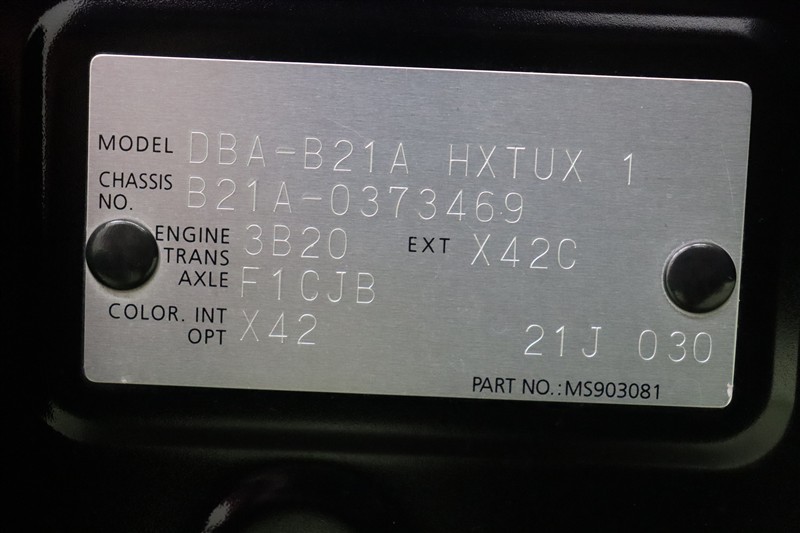 MODEL DBA-B21A HXTUX 1
CHASSIS NO. B21A-0373469
ENGINE 3B20 EXT X42C
TRANS AXLE F1CJB
COLOR. INT OPT X42 21J 030
PART NO.:MS903081